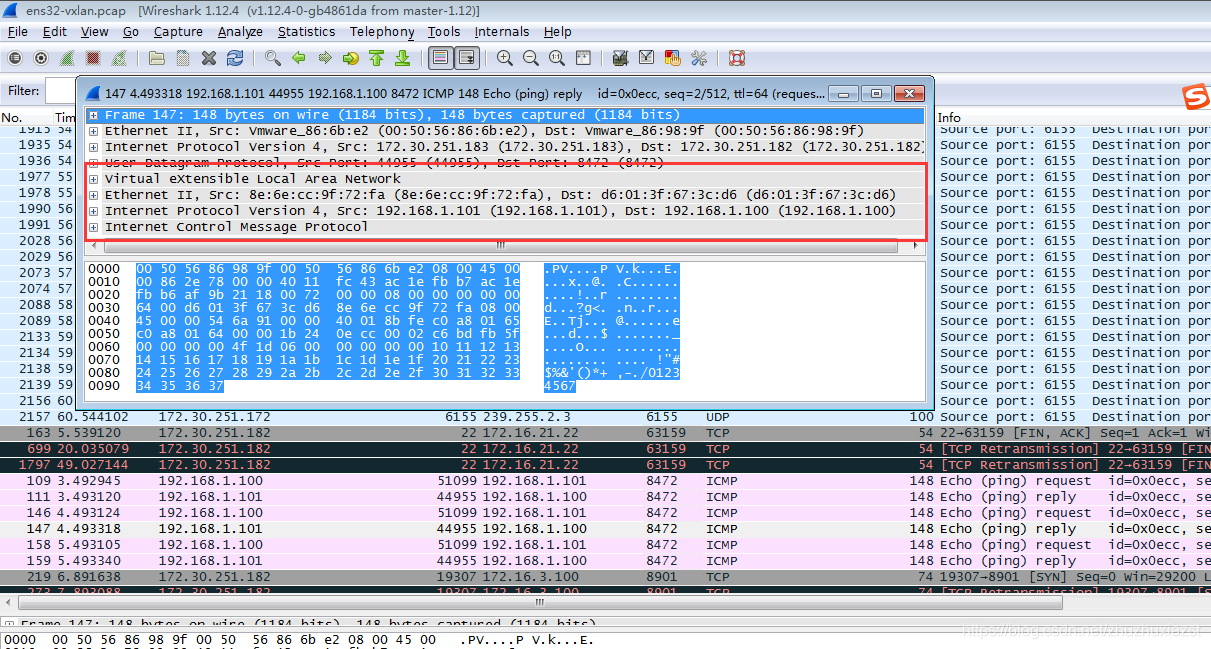 ens32-vxlan.pcap   [Wireshark 1.12.4  (v1.12.4-0-gb4861da from master-1.12)]
File Edit View Go Capture Analyze Statistics Telephony Tools Internals Help
Filter:
147 4.493318 192.168.1.101 44955 192.168.1.100 8472 ICMP 148 Echo (ping) reply    id=0x0ecc, seq=2/512, ttl=64 (reques...
Frame 147: 148 bytes on wire (1184 bits), 148 bytes captured (1184 bits)
Ethernet II, Src: Vmware_86:6b:e2 (00:50:56:86:6b:e2), Dst: Vmware_86:98:9f (00:50:56:86:98:9f)
Internet Protocol Version 4, Src: 172.30.251.183 (172.30.251.183), Dst: 172.30.251.182 (172.30.251.182)
User Datagram Protocol, Src Port: 44955 (44955), Dst Port: 8472 (8472)
Virtual eXtensible Local Area Network
Ethernet II, Src: 8e:6e:cc:9f:72:fa (8e:6e:cc:9f:72:fa), Dst: d6:01:3f:67:3c:d6 (d6:01:3f:67:3c:d6)
Internet Protocol Version 4, Src: 192.168.1.101 (192.168.1.101), Dst: 192.168.1.100 (192.168.1.100)
Internet Control Message Protocol
0000  00 50 56 86 98 9f 00 50  56 86 6b e2 08 00 45 00  .PV....P V.k...E.
0010  00 86 2e 78 00 00 40 11  fc 43 ac 1e fb b7 ac 1e  ...x..@. .C......
0020  fb b6 af 9b 21 18 00 72  00 00 08 00 00 00 00 00  ....!..r ........
0030  64 00 d6 01 3f 67 3c d6  8e 6e cc 9f 72 fa 08 00  d...?g<. .n..r...
0040  45 00 00 54 6a 91 00 00  40 01 8b fe c0 a8 01 65  E..Tj... @......e
0050  c0 a8 01 64 00 00 1b 24  0e cc 00 02 c6 bd fb 5f  ...d...$ ......._
0060  00 00 00 00 4f 1d 06 00  00 00 00 00 10 11 12 13  ....O... ........
0070  14 15 16 17 18 19 1a 1b  1c 1d 1e 1f 20 21 22 23  ........ .... !"#
0080  24 25 26 27 28 29 2a 2b  2c 2d 2e 2f 30 31 32 33  $%&'()*+ ,-./0123
0090  34 35 36 37  4567
No. Tim Info
1915 54 Source port: 6155  Destination por
1935 54 Source port: 6155  Destination por
1936 54 Source port: 6155  Destination por
1977 55 Source port: 6155  Destination por
1978 55 Source port: 6155  Destination por
1990 56 Source port: 6155  Destination por
1991 56 Source port: 6155  Destination por
2028 56 Source port: 6155  Destination por
2029 56 Source port: 6155  Destination por
2073 57 Source port: 6155  Destination por
2074 57 Source port: 6155  Destination por
2088 58 Source port: 6155  Destination por
2089 58 Source port: 6155  Destination por
2133 59 Source port: 6155  Destination por
2134 59 Source port: 6155  Destination por
2138 59 Source port: 6155  Destination por
2139 59 Source port: 6155  Destination por
2156 60 Source port: 6155  Destination por
2157 60.544102 172.30.251.172 6155 239.255.2.3 6155 UDP 100 Source port: 6155  Destination por
163 5.539120 172.30.251.182 22 172.16.21.22 63159 TCP 54 22→63159 [FIN, ACK] Seq=1 Ack=1 Wi
699 20.035079 172.30.251.182 22 172.16.21.22 63159 TCP 54 [TCP Retransmission] 22→63159 [FIN
1797 49.027144 172.30.251.182 22 172.16.21.22 63159 TCP 54 [TCP Retransmission] 22→63159 [FIN
109 3.492945 192.168.1.100 51099 192.168.1.101 8472 ICMP 148 Echo (ping) request  id=0x0ecc, se
111 3.493120 192.168.1.101 44955 192.168.1.100 8472 ICMP 148 Echo (ping) reply    id=0x0ecc, se
146 4.493124 192.168.1.100 51099 192.168.1.101 8472 ICMP 148 Echo (ping) request  id=0x0ecc, se
147 4.493318 192.168.1.101 44955 192.168.1.100 8472 ICMP 148 Echo (ping) reply    id=0x0ecc, se
158 5.493105 192.168.1.100 51099 192.168.1.101 8472 ICMP 148 Echo (ping) request  id=0x0ecc, se
159 5.493340 192.168.1.101 44955 192.168.1.100 8472 ICMP 148 Echo (ping) reply    id=0x0ecc, se
219 6.891638 172.30.251.182 19307 172.16.3.100 8901 TCP 74 19307→8901 [SYN] Seq=0 Win=29200 L
273 7.893088 172.30.251.182 19307 172.16.3.100 8901 TCP 74 [TCP Retransmission] 19307→8901 [S
Frame 147: 148 bytes on wire (1184 bits), 148 bytes captured (1184 bits)
0000  00 50 56 86 98 9f 00 50  56 86 6b e2 08 00 45 00  .PV....P V.k...E.
https://blog.csdn.net/zhuzhuxiazst